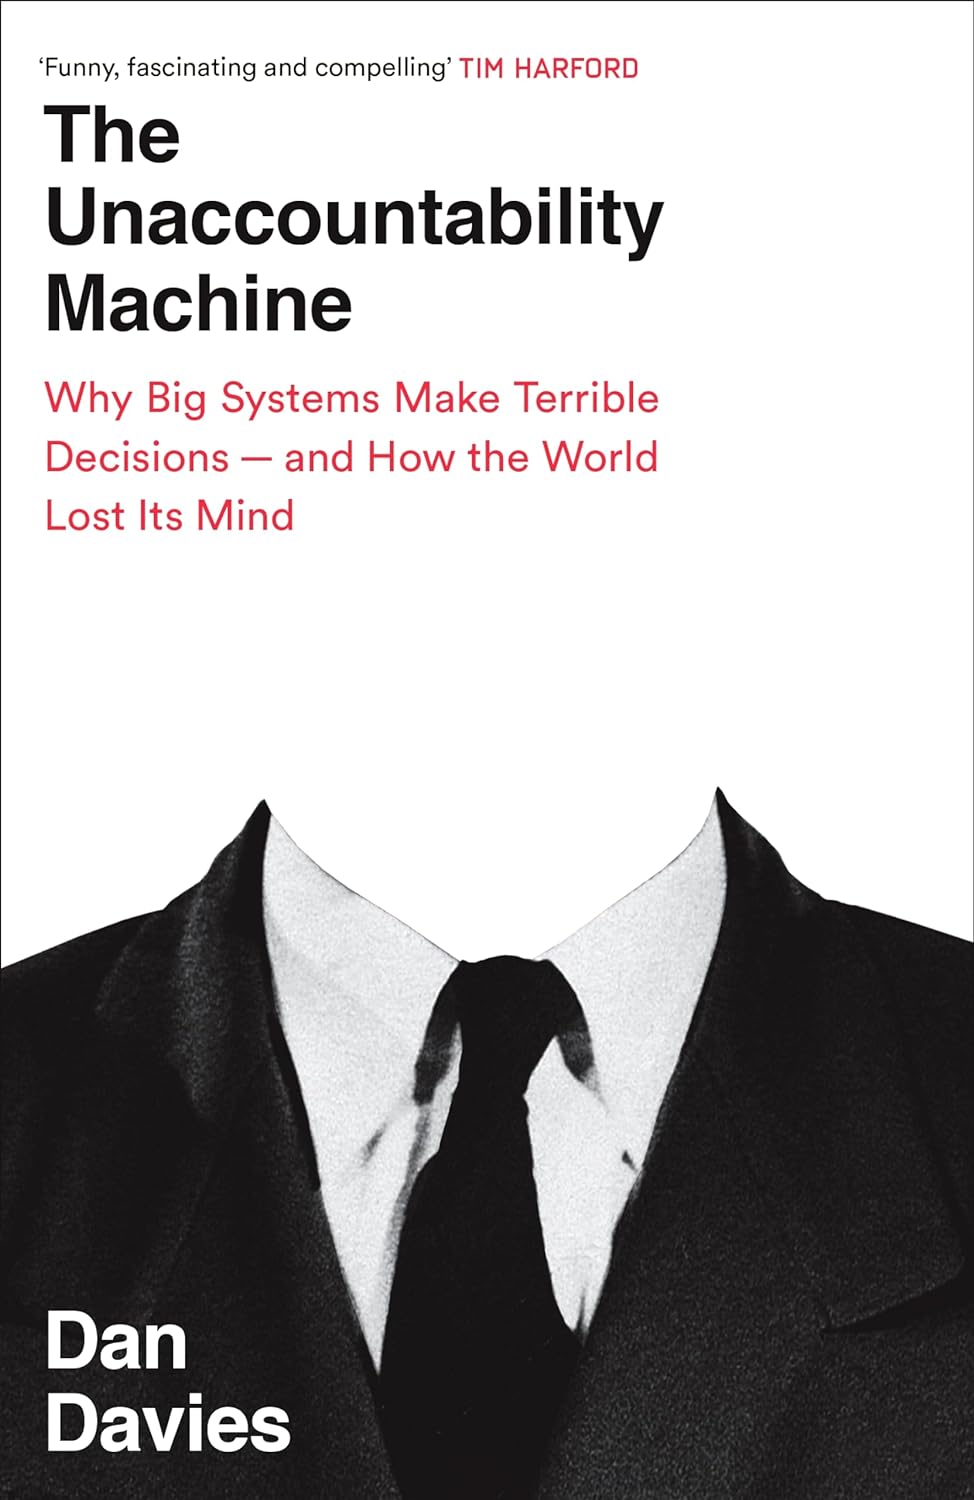 ‘Funny, fascinating and compelling’ TIM HARFORD
The
Unaccountability
Machine
Why Big Systems Make Terrible
Decisions — and How the World
Lost Its Mind
Dan
Davies